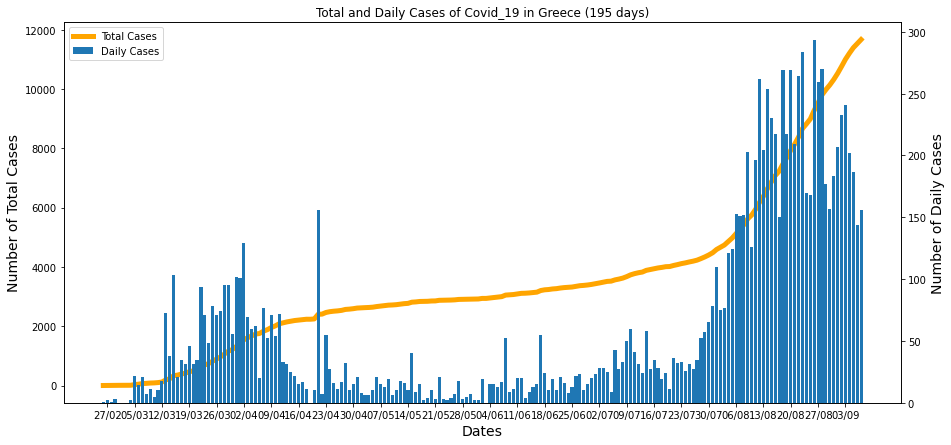 Total and Daily Cases of Covid_19 in Greece (195 days)
Total Cases
Daily Cases
Number of Total Cases
12000
10000
8000
6000
4000
2000
0
Number of Daily Cases
300
250
200
150
100
50
0
27/02 05/03 12/03 19/03 26/03 02/04 09/04 16/04 23/04 30/04 07/05 14/05 21/05 28/05 04/06 11/06 18/06 25/06 02/07 09/07 16/07 23/07 30/07 06/08 13/08 20/08 27/08 03/09
Dates